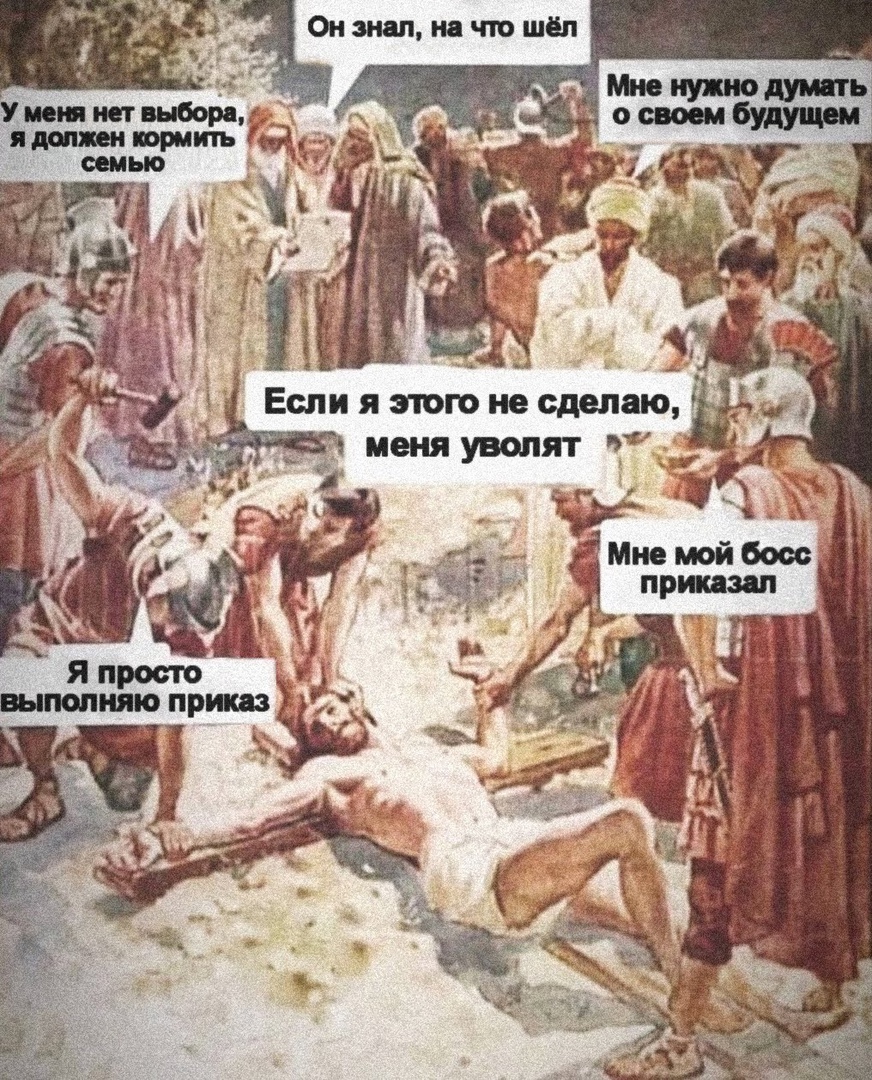 Он знал, на что шёл
Мне нужно думать
о своем будущем
У меня нет выбора,
я должен кормить
семью
Если я этого не сделаю,
меня уволят
Мне мой босс
приказал
Я просто
выполняю приказ